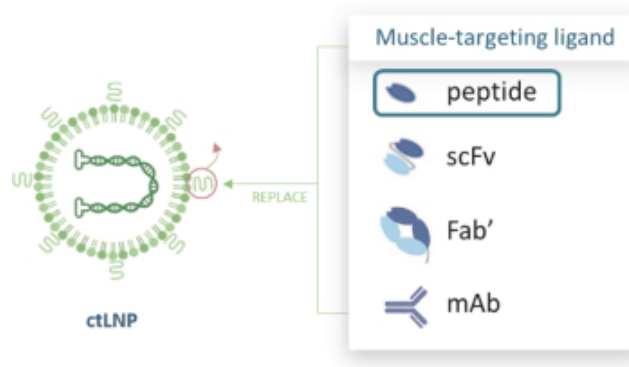 Muscle-targeting ligand
peptide
scFv
REPLACE
Fab'
mAb
ctLNP